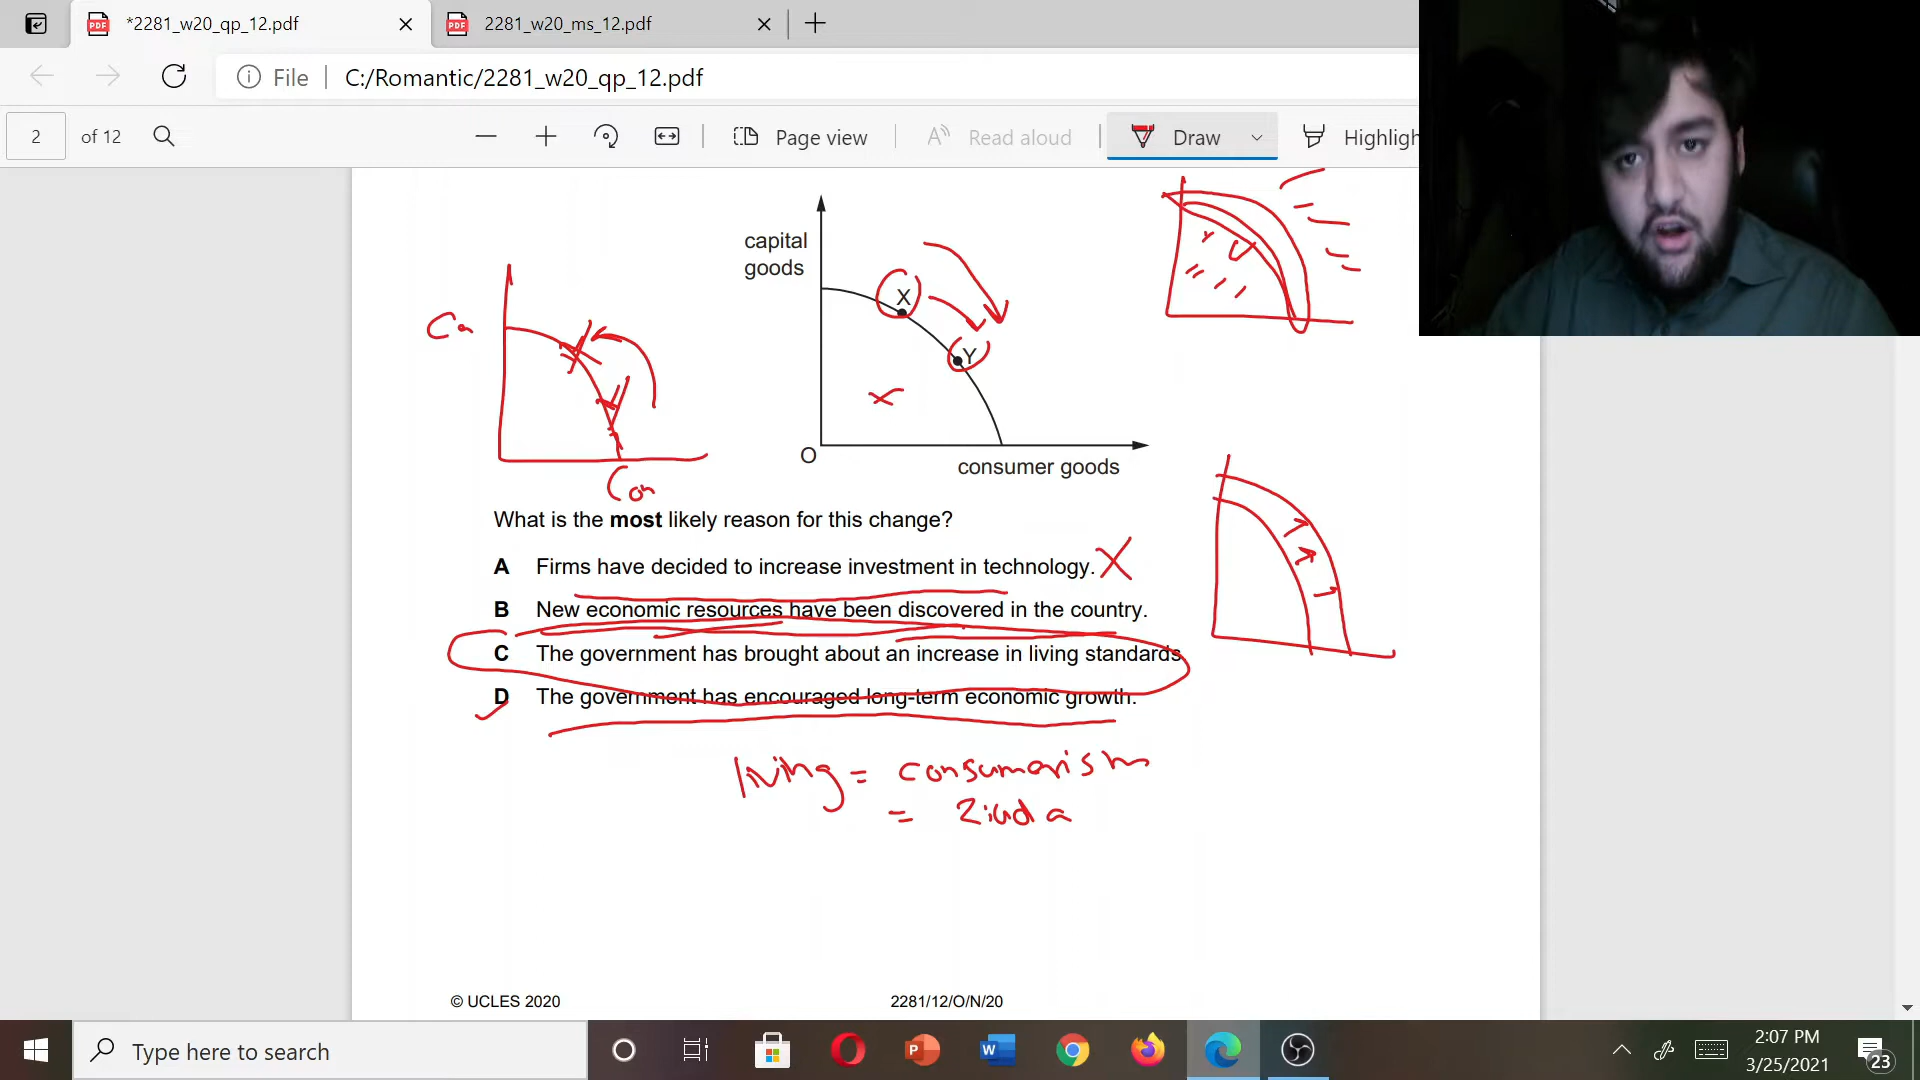 *2281_w20_qp_12.pdf
2281_w20_ms_12.pdf
File C:/Romantic/2281_w20_qp_12.pdf
2 of 12 Page view Read aloud Draw Highligh
capital
goods
X
Y
O
consumer goods
Ca
Con
What is the most likely reason for this change?
A Firms have decided to increase investment in technology. X
B New economic resources have been discovered in the country.
C The government has brought about an increase in living standards
D The government has encouraged long-term economic growth.
living = consumerism
=
© UCLES 2020 2281/12/O/N/20
Type here to search
2:07 PM
3/25/2021
23